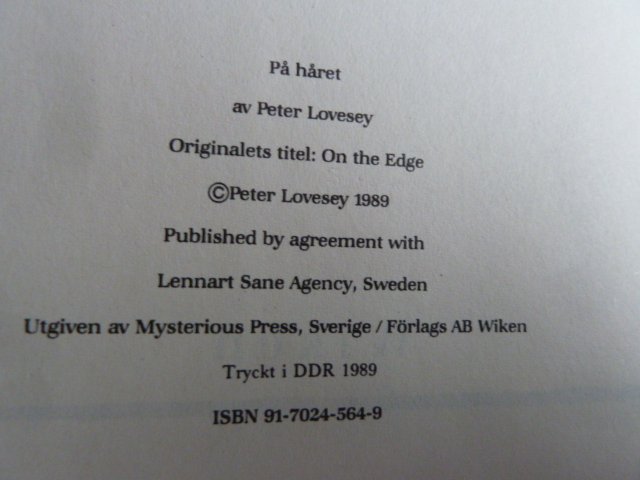 På håret
av Peter Lovesey
Originalets titel: On the Edge
©Peter Lovesey 1989
Published by agreement with
Lennart Sane Agency, Sweden
Utgiven av Mysterious Press, Sverige / Förlags AB Wiken
Tryckt i DDR 1989
ISBN 91-7024-564-9